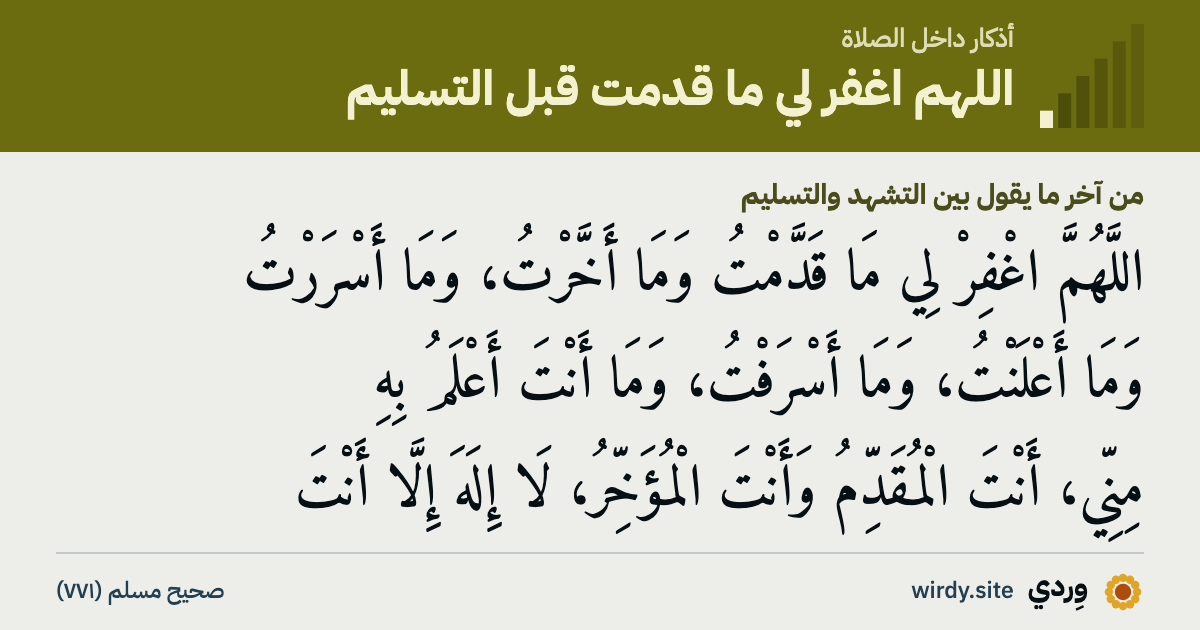 أذكار داخل الصلاة
اللهم اغفر لي ما قدمت قبل التسليم
من آخر ما يقول بين التشهد والتسليم
اللَّهُمَّ اغْفِرْ لِي مَا قَدَّمْتُ وَمَا أَخَّرْتُ، وَمَا أَسْرَرْتُ
وَمَا أَعْلَنْتُ، وَمَا أَسْرَفْتُ، وَمَا أَنْتَ أَعْلَمُ بِهِ
مِنِّي، أَنْتَ الْمُقَدِّمُ وَأَنْتَ الْمُؤَخِّرُ، لَا إِلَهَ إِلَّا أَنْتَ
وِردي wirdy.site
صحيح مسلم (٧٧١)